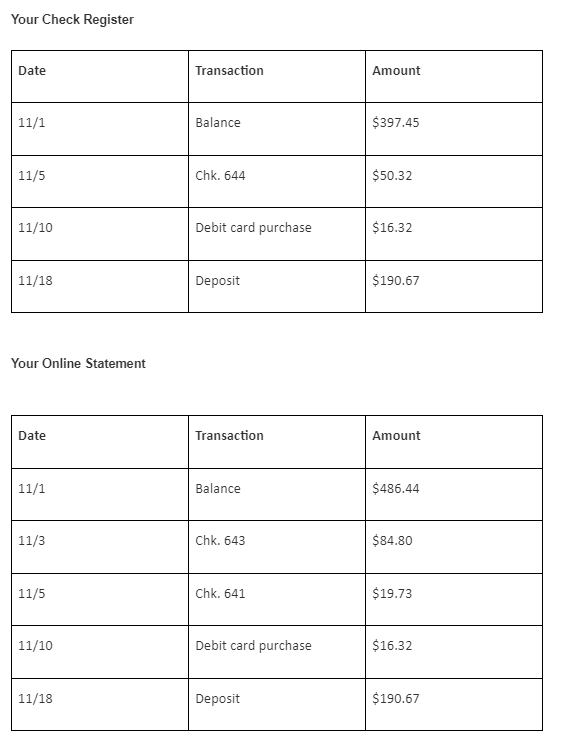 Your Check Register
Date Transaction Amount
11/1 Balance $397.45
11/5 Chk. 644 $50.32
11/10 Debit card purchase $16.32
11/18 Deposit $190.67
Your Online Statement
Date Transaction Amount
11/1 Balance $486.44
11/3 Chk. 643 $84.80
11/5 Chk. 641 $19.73
11/10 Debit card purchase $16.32
11/18 Deposit $190.67